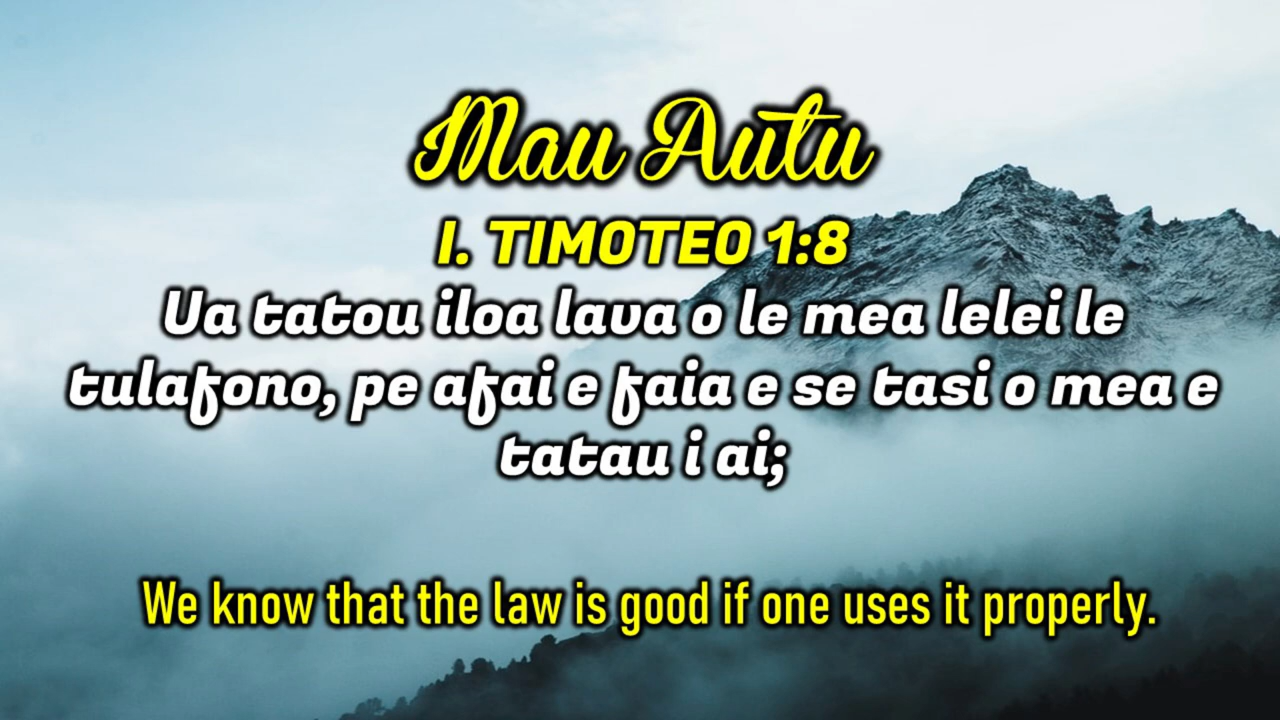 Mau Autu
I. TIMOTEO 1:8
Ua tatou iloa lava o le mea lelei le
tulafono, pe afai e faia e se tasi o mea e
tatau i ai;
We know that the law is good if one uses it properly.